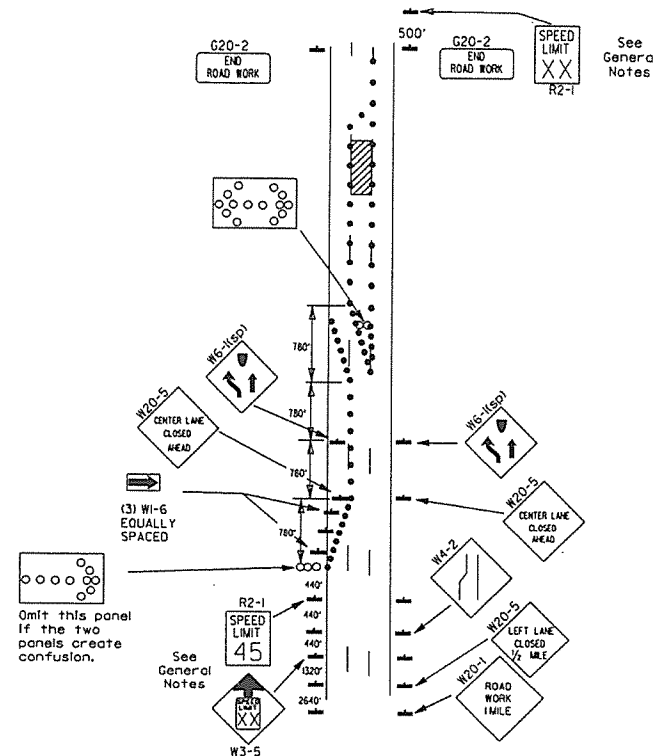 500'
SPEED
LIMIT
XX
R2-1
See
General
Notes
G20-2
END
ROAD WORK
G20-2
END
ROAD WORK
780'
W6-1(sp)
780'
W20-5
CENTER LANE
CLOSED
AHEAD
W6-1(sp)
780'
W20-5
CENTER LANE
CLOSED
AHEAD
(3) W1-6
EQUALLY
SPACED
780'
W4-2
Omit this panel
if the two
panels create
confusion.
440'
R2-1
SPEED
LIMIT
45
440'
440'
W20-5
LEFT LANE
CLOSED
1/2 MILE
See
General
Notes
1320'
W20-1
ROAD
WORK
1 MILE
2640'
SPEED
LIMIT
XX
W3-5